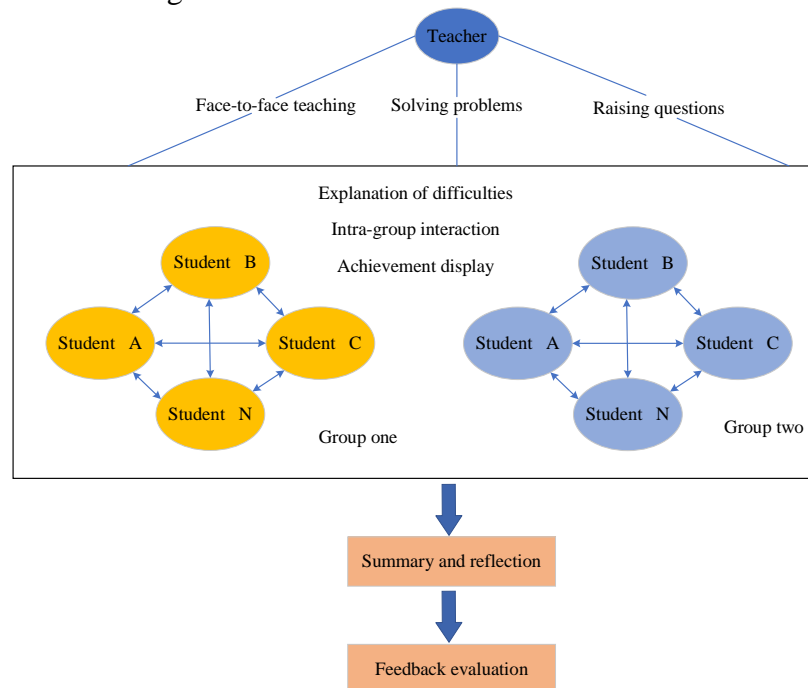 Teacher
Face-to-face teaching
Solving problems
Raising questions
Explanation of difficulties
Intra-group interaction
Achievement display
Student B
Student A
Student C
Student N
Group one
Student B
Student A
Student C
Student N
Group two
Summary and reflection
Feedback evaluation